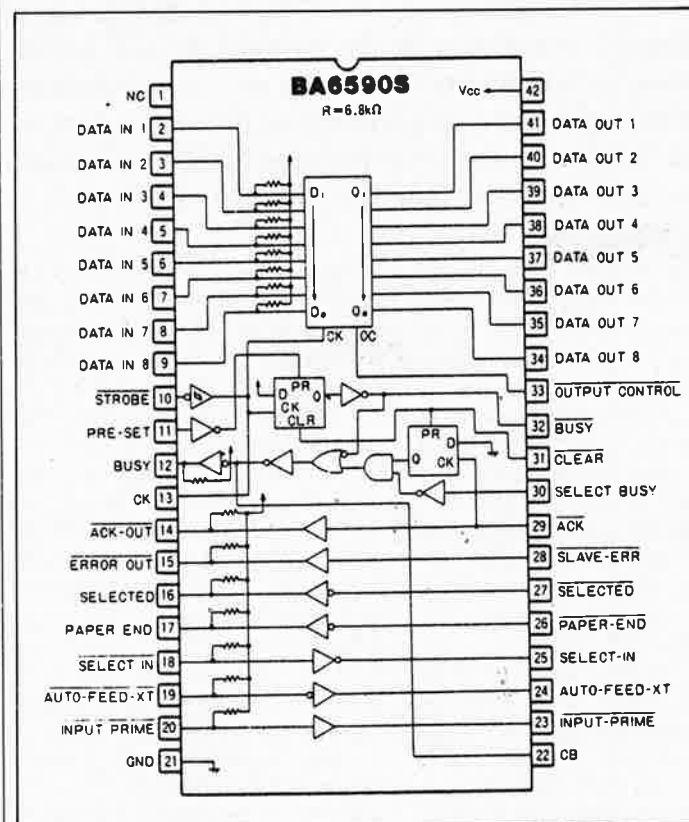 BA6590S
R=6.8kΩ
NC 1
DATA IN 1 2
DATA IN 2 3
DATA IN 3 4
DATA IN 4 5
DATA IN 5 6
DATA IN 6 7
DATA IN 7 8
DATA IN 8 9
STROBE 10
PRE-SET 11
BUSY 12
CK 13
ACK-OUT 14
ERROR OUT 15
SELECTED 16
PAPER END 17
SELECT IN 18
AUTO-FEED-XT 19
INPUT PRIME 20
GND 21
D1 Q1
D8 Q8
CK OC
PR
D Q
CK
CLR
PR
Q D
CK
Vcc 42
41 DATA OUT 1
40 DATA OUT 2
39 DATA OUT 3
38 DATA OUT 4
37 DATA OUT 5
36 DATA OUT 6
35 DATA OUT 7
34 DATA OUT 8
33 OUTPUT CONTROL
32 BUSY
31 CLEAR
30 SELECT BUSY
29 ACK
28 SLAVE-ERR
27 SELECTED
26 PAPER-END
25 SELECT-IN
24 AUTO-FEED-XT
23 INPUT-PRIME
22 CB